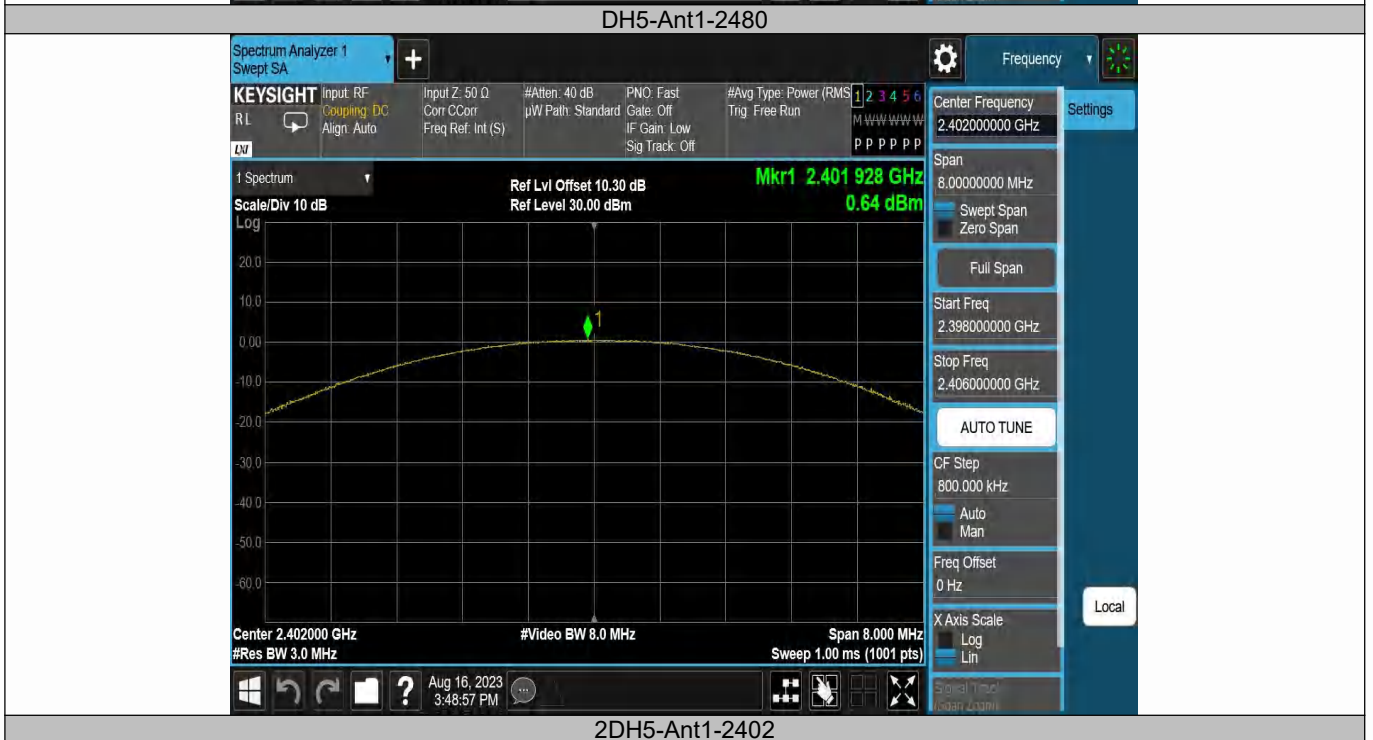 DH5-Ant1-2480
Spectrum Analyzer 1
Swept SA
+
Frequency
KEYSIGHT
R L
LXI
Input: RF
Coupling: DC
Align: Auto
Input Z: 50 Ω
Corr CCorr
Freq Ref: Int (S)
#Atten: 40 dB
µW Path: Standard
PNO: Fast
Gate: Off
IF Gain: Low
Sig Track: Off
#Avg Type: Power (RMS
Trig: Free Run
1 2 3 4 5 6
M W W W W W
P P P P P P
Center Frequency
2.402000000 GHz
Settings
1 Spectrum
Scale/Div 10 dB
Log
Ref Lvl Offset 10.30 dB
Ref Level 30.00 dBm
Mkr1 2.401 928 GHz
0.64 dBm
Span
8.00000000 MHz
Swept Span
Zero Span
Full Span
Start Freq
2.398000000 GHz
Stop Freq
2.406000000 GHz
AUTO TUNE
CF Step
800.000 kHz
Auto
Man
Freq Offset
0 Hz
X Axis Scale
Log
Lin
Signal Track
(Span Zoom)
Local
20.0
10.0
1
0.00
-10.0
-20.0
-30.0
-40.0
-50.0
-60.0
Center 2.402000 GHz
#Res BW 3.0 MHz
#Video BW 8.0 MHz
Span 8.000 MHz
Sweep 1.00 ms (1001 pts)
?
Aug 16, 2023
3:48:57 PM
2DH5-Ant1-2402